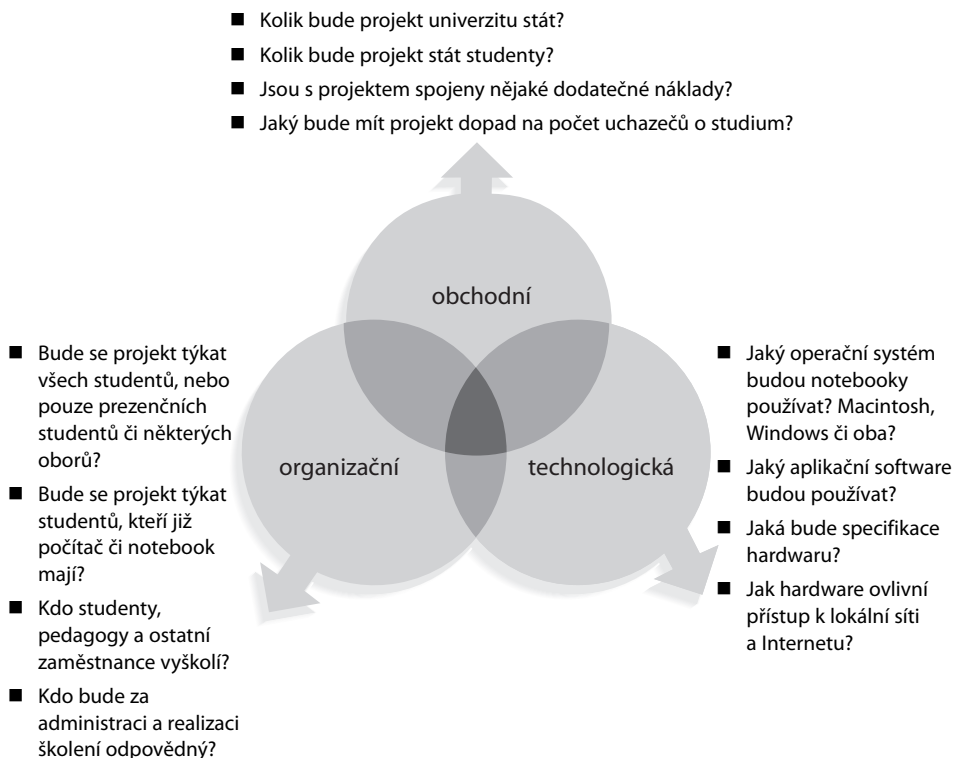 ■ Kolik bude projekt univerzitu stát?
■ Kolik bude projekt stát studenty?
■ Jsou s projektem spojeny nějaké dodatečné náklady?
■ Jaký bude mít projekt dopad na počet uchazečů o studium?
obchodní
organizační
technologická
■ Bude se projekt týkat
všech studentů, nebo
pouze prezenčních
studentů či některých
oborů?
■ Bude se projekt týkat
studentů, kteří již
počítač či notebook
mají?
■ Kdo studenty,
pedagogy a ostatní
zaměstnance vyškolí?
■ Kdo bude za
administraci a realizaci
školení odpovědný?
■ Jaký operační systém
budou notebooky
používat? Macintosh,
Windows či oba?
■ Jaký aplikační software
budou používat?
■ Jaká bude specifikace
hardwaru?
■ Jak hardware ovlivní
přístup k lokální síti
a Internetu?